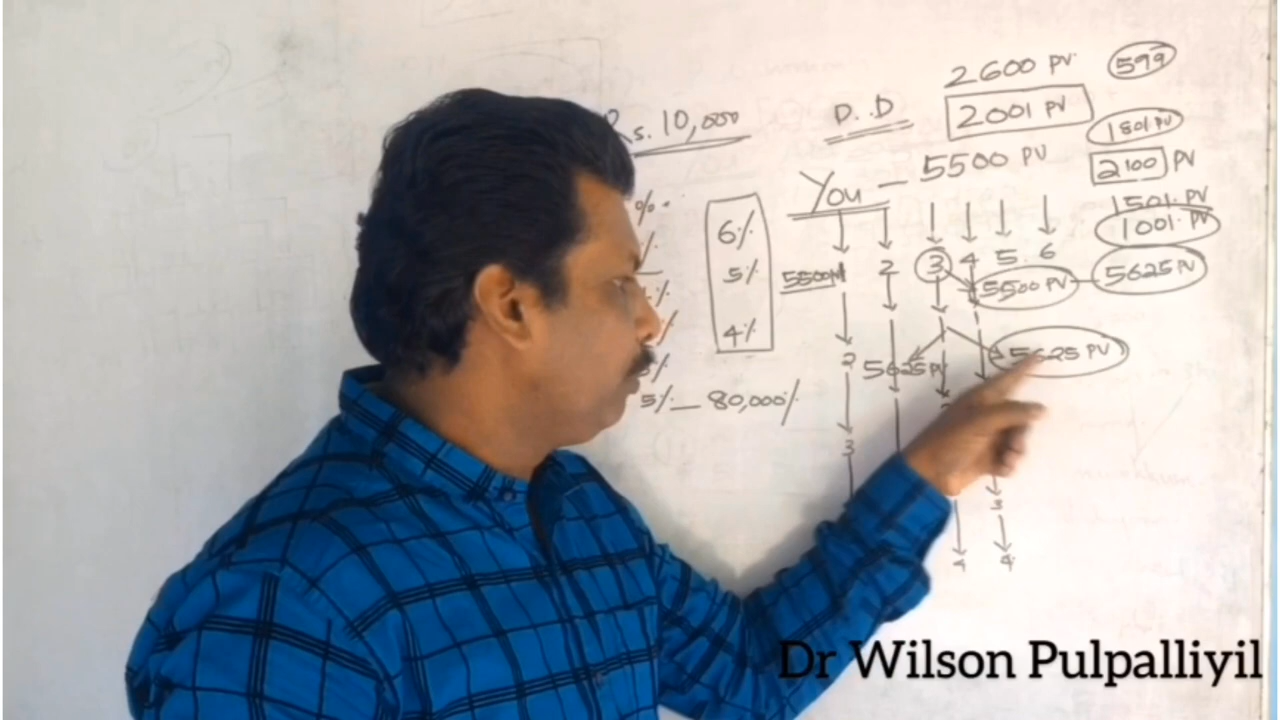 2600 PV 599
Rs. 10,000 D..D 2001 PV
1801 PV
You — 5500 PV 2100 PV
1501 PV
1001 PV
6%
5%
4%
5500 PV 2 3 4 5. 6
5500 PV — 5625 PV
2 5625 PV 5625 PV
5% — 80,000%
3
3
4
Dr Wilson Pulpalliyil